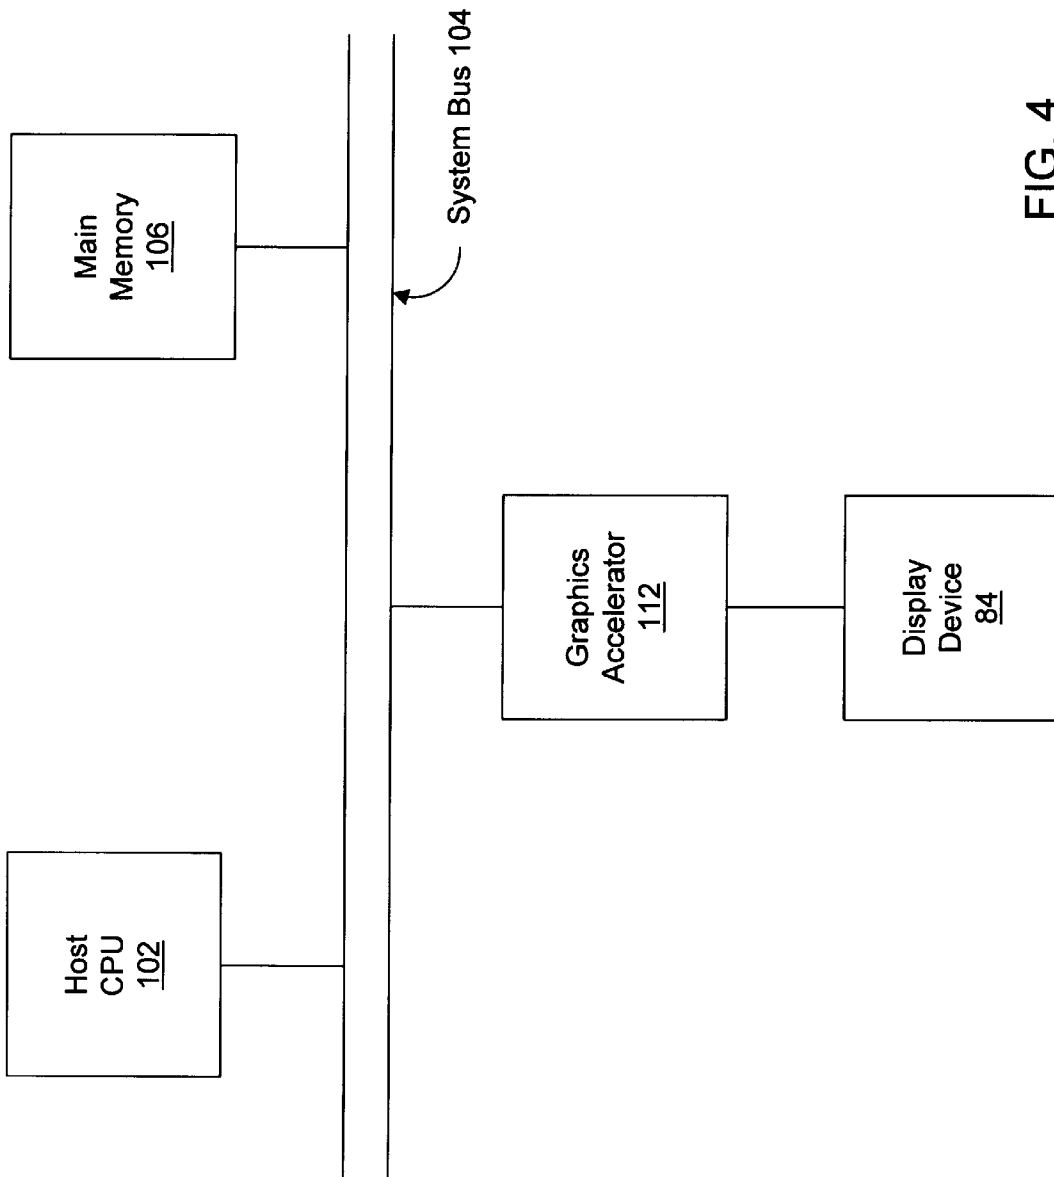 Host
CPU
102
Main
Memory
106
System Bus 104
Graphics
Accelerator
112
Display
Device
84
FIG. 4